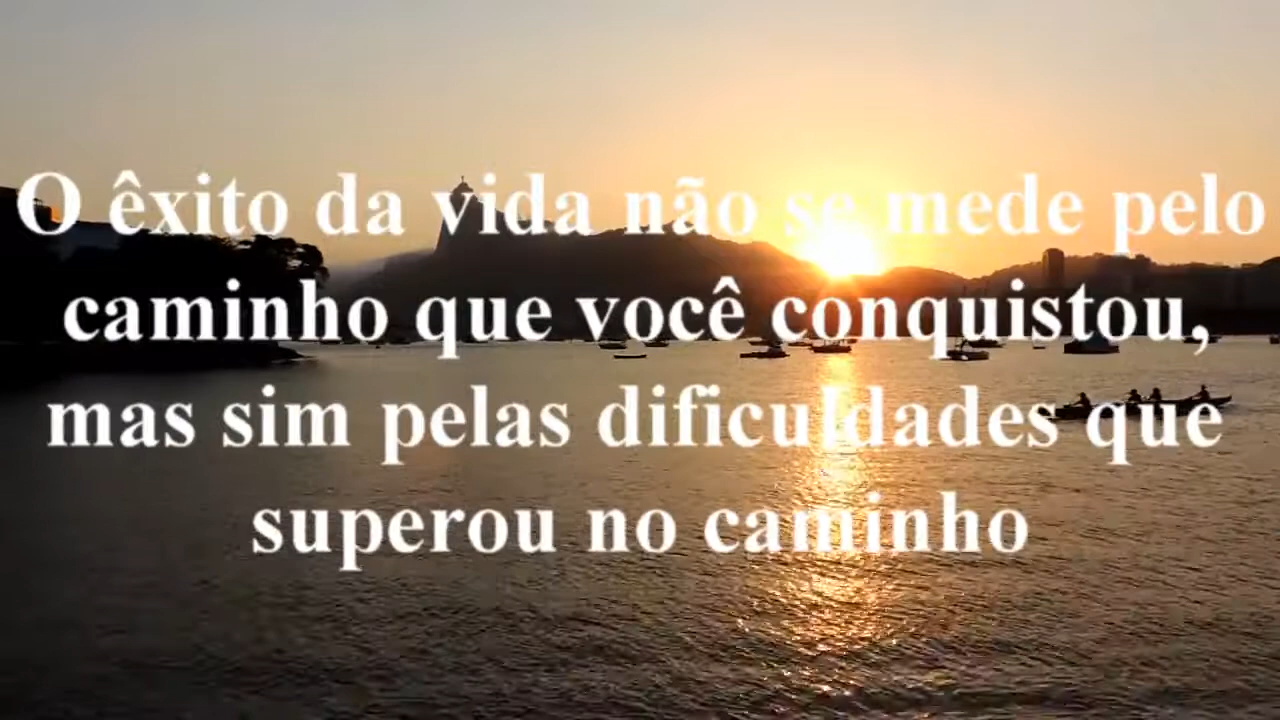 O êxito da vida não se mede pelo
caminho que você conquistou,
mas sim pelas dificuldades que
superou no caminho